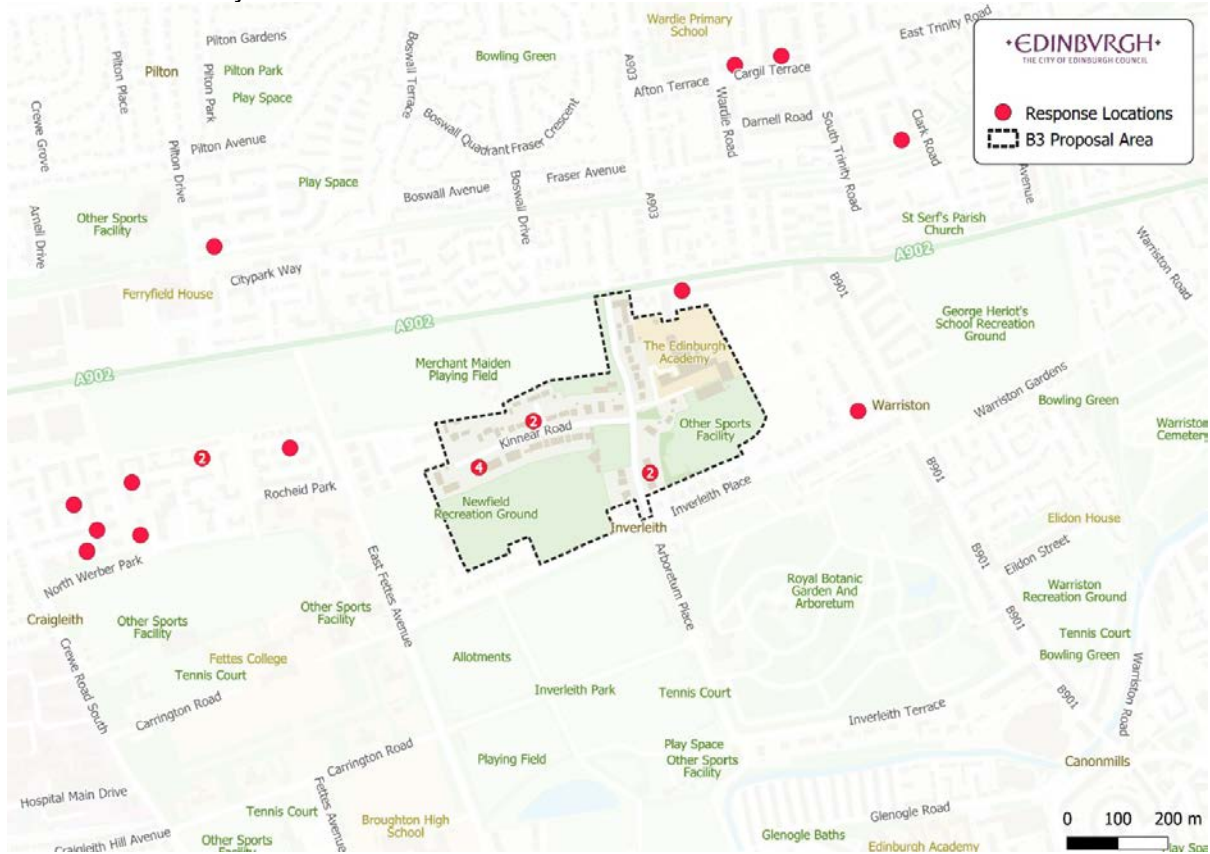 Wardie Primary
School
East Trinity Road
Pilton Gardens
EDINBVRGH
THE CITY OF EDINBURGH COUNCIL
Response Locations
B3 Proposal Area
Pilton Place
Pilton
Pilton Park
Pilton Park
Play Space
Boswall Terrace
Bowling Green
A903
Cargil Terrace
Afton Terrace
Wardie Road
Darnell Road
South Trinity Road
Clark Road
Avenue
Crewe Grove
Pilton Avenue
Pilton Drive
Boswall Quadrant
Fraser Crescent
Play Space
Boswall Avenue
Boswall Drive
Fraser Avenue
A903
Arnell Drive
Other Sports
Facility
St Serf's Parish
Church
A902
Warriston Road
Citypark Way
Ferryfield House
B901
A902
George Heriot's
School Recreation
Ground
The Edinburgh
Academy
Merchant Maiden
Playing Field
A902
Warriston Gardens
Bowling Green
Warriston
Warriston
Cemetery
2
Kinnear Road
Other Sports
Facility
2
4
2
B901
Rocheid Park
Newfield
Recreation Ground
Inverleith Place
Inverleith
Elidon House
Eildon Street
North Werber Park
East Fettes Avenue
Arboretum Place
Royal Botanic
Garden And
Arboretum
B901
Warriston
Recreation Ground
Craigleith
Other Sports
Facility
Other Sports
Facility
Fettes College
Tennis Court
Allotments
Tennis Court
Bowling Green
Crewe Road South
Carrington Road
Inverleith Park
Tennis Court
B901
Warriston Road
Inverleith Terrace
Carrington Road
Playing Field
Play Space
Other Sports
Facility
Canonmills
Hospital Main Drive
Fettes Avenue
Tennis Court
Broughton High
School
Glenogle Road
0 100 200 m
Craigleith Hill Avenue
Other Sports
Facility
Glenogle Baths
Edinburgh Academy
Play Spa